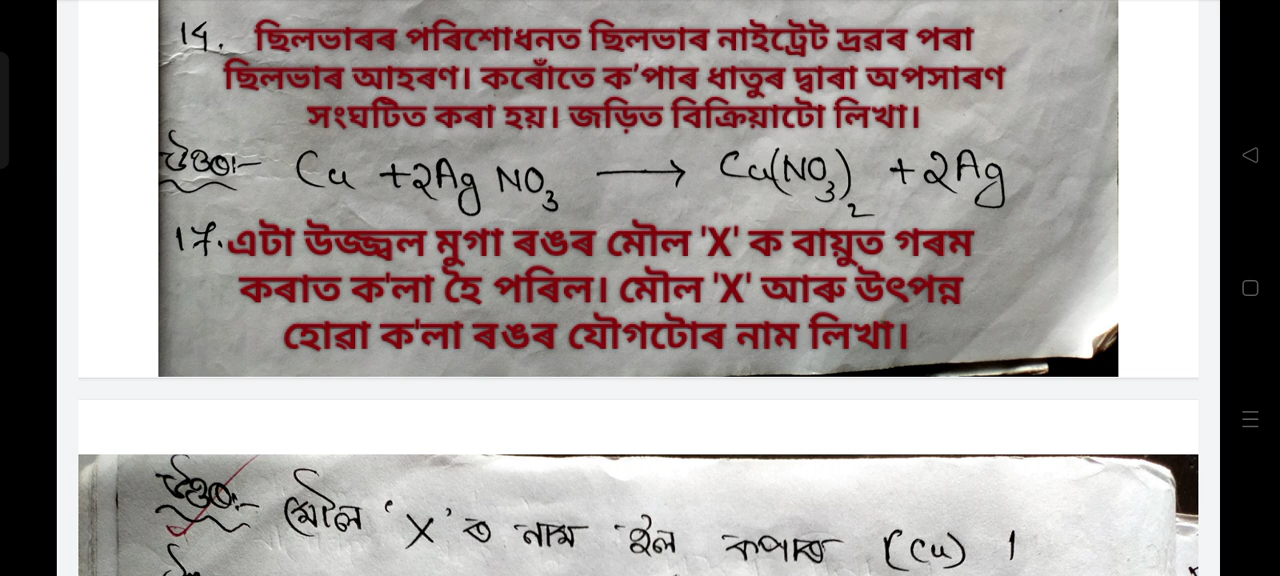 14. ছিলভাৰৰ পৰিশোধনত ছিলভাৰ নাইট্ৰেট দ্ৰৱৰ পৰা
ছিলভাৰ আহৰণ। কৰোঁতে ক'পাৰ ধাতুৰ দ্বাৰা অপসাৰণ
সংঘটিত কৰা হয়। জড়িত বিক্ৰিয়াটো লিখা।
উত্তৰঃ- Cu + 2AgNO₃ → Cu(NO₃)₂ + 2Ag
17. এটা উজ্জ্বল মুগা ৰঙৰ মৌল 'X' ক বায়ুত গৰম
কৰাত ক'লা হৈ পৰিল। মৌল 'X' আৰু উৎপন্ন
হোৱা ক'লা ৰঙৰ যৌগটোৰ নাম লিখা।
উত্তৰঃ- মৌল 'X' ৰ নাম হ'ল কপাৰ (Cu) ।